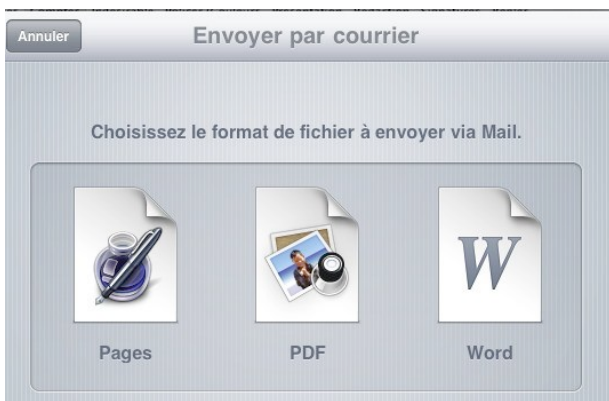 Annuler
Envoyer par courrier
Choisissez le format de fichier à envoyer via Mail.
W
Pages
PDF
Word